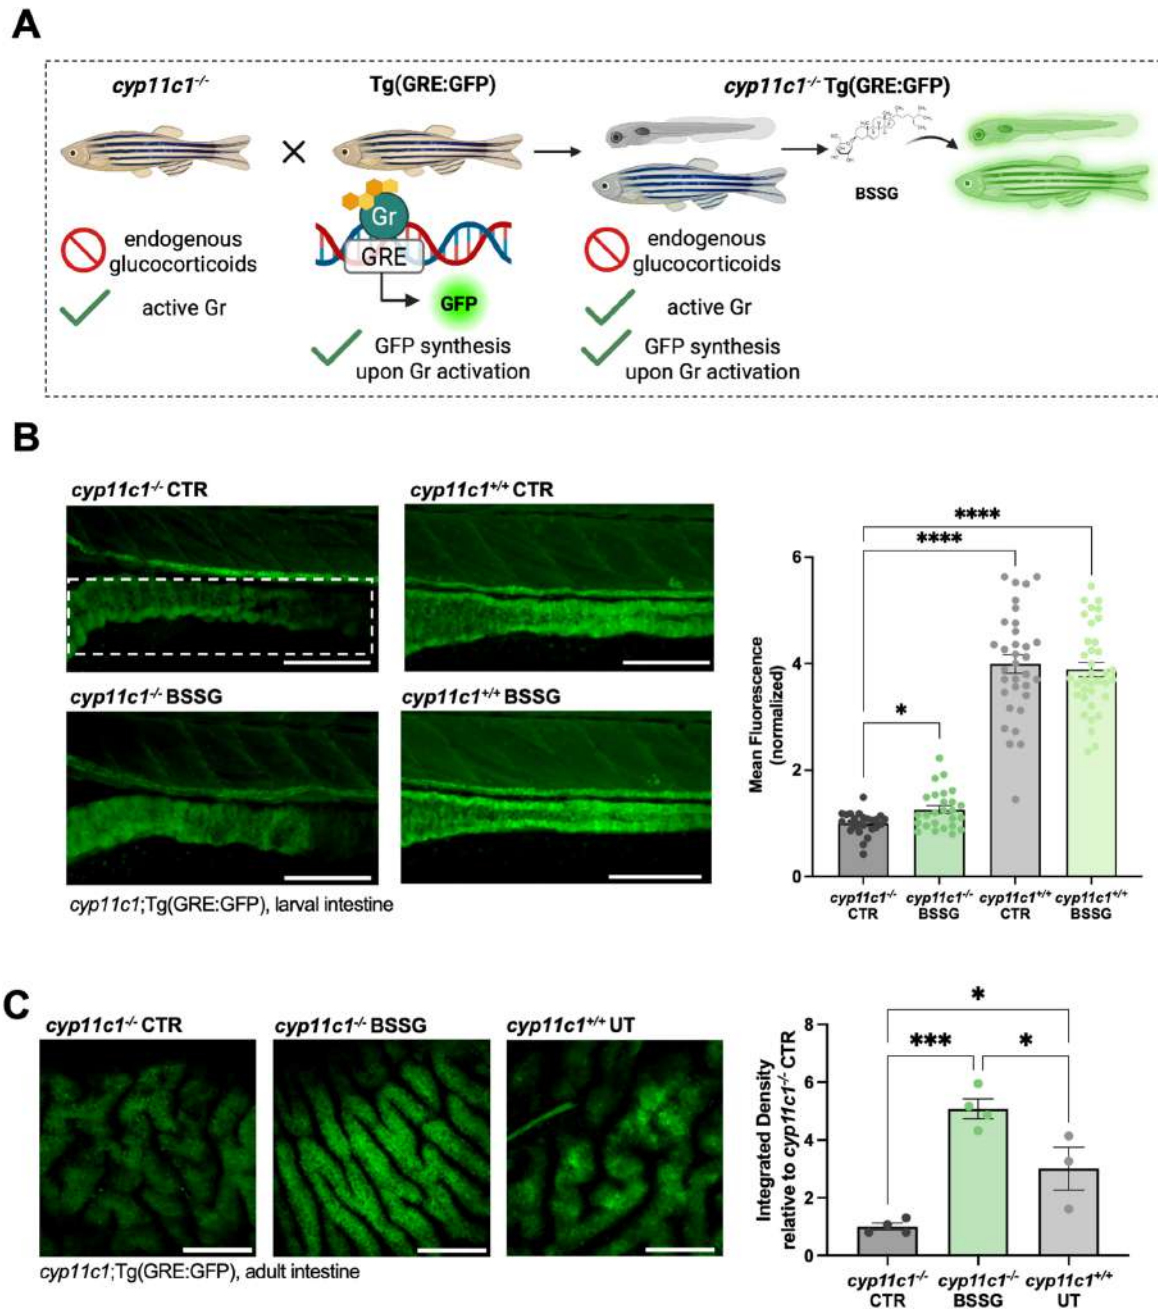 A
cyp11c1-/-
Tg(GRE:GFP)
cyp11c1-/- Tg(GRE:GFP)
×
BSSG
Gr
GRE
GFP
endogenous
glucocorticoids
active Gr
GFP synthesis
upon Gr activation
endogenous
glucocorticoids
active Gr
GFP synthesis
upon Gr activation
B
cyp11c1-/- CTR
cyp11c1+/+ CTR
cyp11c1-/- BSSG
cyp11c1+/+ BSSG
cyp11c1;Tg(GRE:GFP), larval intestine
****
****
*
Mean Fluorescence
(normalized)
6
4
2
0
cyp11c1-/-
CTR
cyp11c1-/-
BSSG
cyp11c1+/+
CTR
cyp11c1+/+
BSSG
C
cyp11c1-/- CTR
cyp11c1-/- BSSG
cyp11c1+/+ UT
cyp11c1;Tg(GRE:GFP), adult intestine
*
***
*
Integrated Density
relative to cyp11c1-/- CTR
8
6
4
2
0
cyp11c1-/-
CTR
cyp11c1-/-
BSSG
cyp11c1+/+
UT